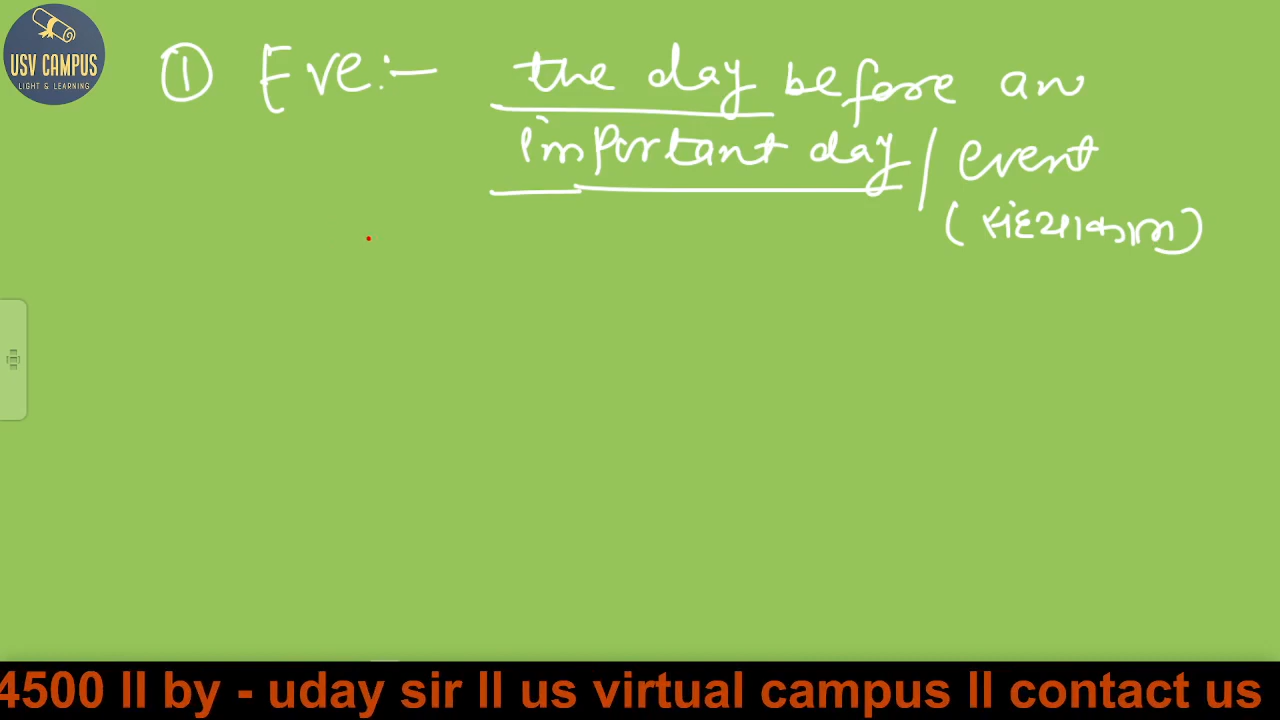 USV CAMPUS
LIGHT & LEARNING
① Eve:- the day before an
important day / event
(संध्याकाल)
4500 ll by - uday sir ll us virtual campus ll contact us